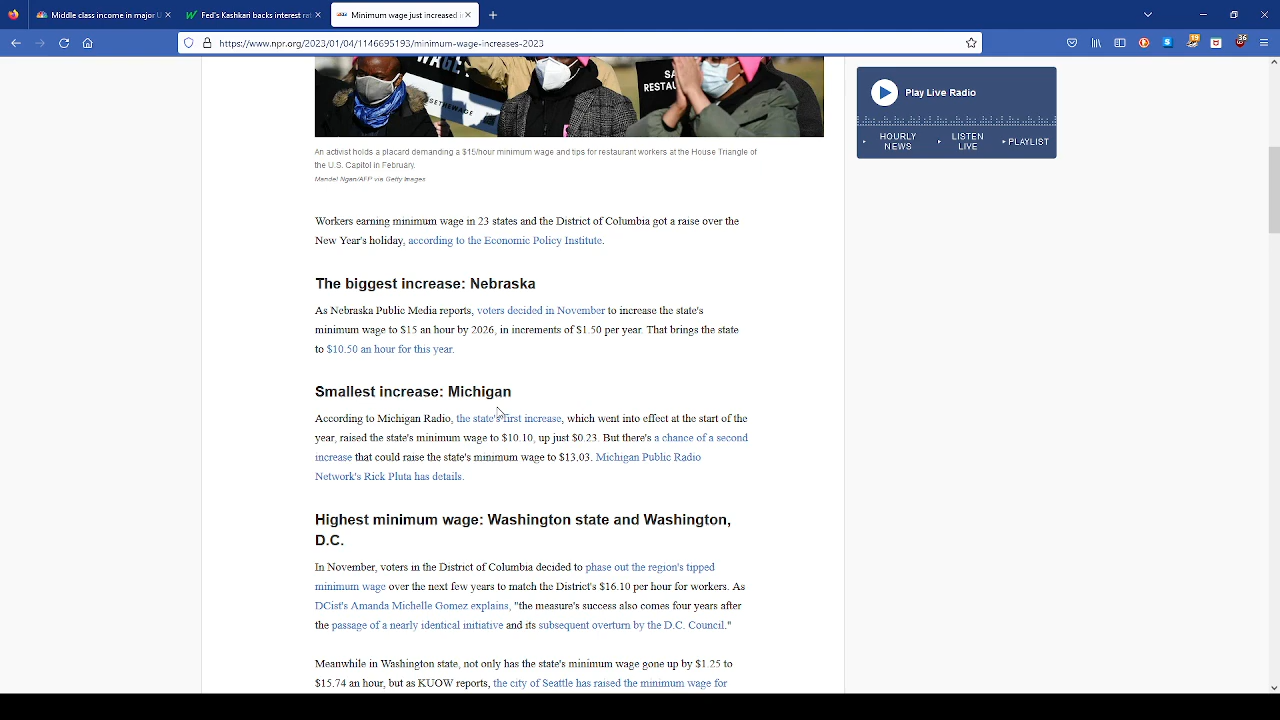 Middle class income in major U
Fed's Kashkari backs interest rat
Minimum wage just increased i
https://www.npr.org/2023/01/04/1146695193/minimum-wage-increases-2023
WAGE
SETHEWAGE
SA
RESTAURA
Play Live Radio
HOURLY NEWS
LISTEN LIVE
PLAYLIST
An activist holds a placard demanding a $15/hour minimum wage and tips for restaurant workers at the House Triangle of
the U.S. Capitol in February.
Mandel Ngan/AFP via Getty Images
Workers earning minimum wage in 23 states and the District of Columbia got a raise over the
New Year's holiday, according to the Economic Policy Institute.
The biggest increase: Nebraska
As Nebraska Public Media reports, voters decided in November to increase the state's
minimum wage to $15 an hour by 2026, in increments of $1.50 per year. That brings the state
to $10.50 an hour for this year.
Smallest increase: Michigan
According to Michigan Radio, the state's first increase, which went into effect at the start of the
year, raised the state's minimum wage to $10.10, up just $0.23. But there's a chance of a second
increase that could raise the state's minimum wage to $13.03. Michigan Public Radio
Network's Rick Pluta has details.
Highest minimum wage: Washington state and Washington,
D.C.
In November, voters in the District of Columbia decided to phase out the region's tipped
minimum wage over the next few years to match the District's $16.10 per hour for workers. As
DCist's Amanda Michelle Gomez explains, "the measure's success also comes four years after
the passage of a nearly identical initiative and its subsequent overturn by the D.C. Council."
Meanwhile in Washington state, not only has the state's minimum wage gone up by $1.25 to
$15.74 an hour, but as KUOW reports, the city of Seattle has raised the minimum wage for